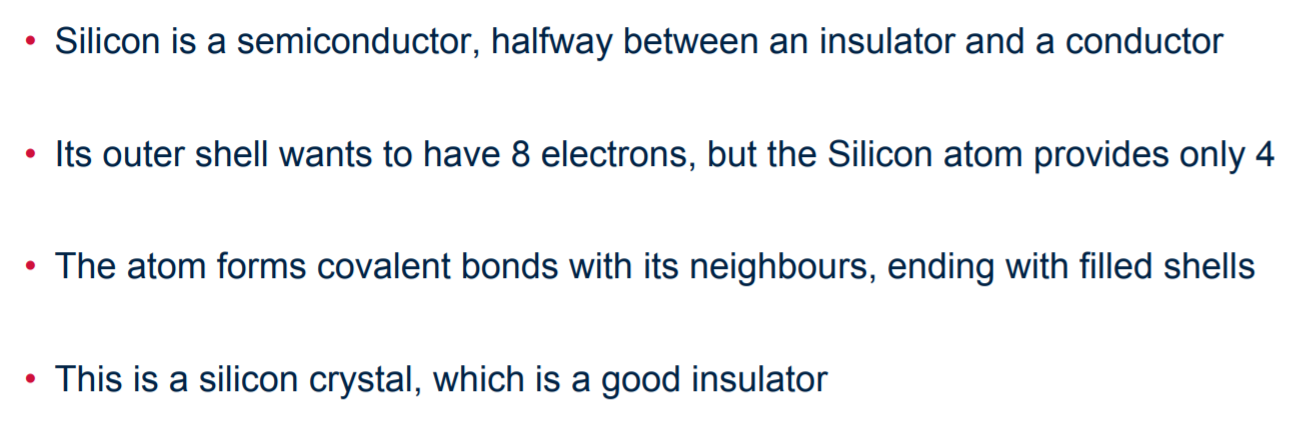 • Silicon is a semiconductor, halfway between an insulator and a conductor
• Its outer shell wants to have 8 electrons, but the Silicon atom provides only 4
• The atom forms covalent bonds with its neighbours, ending with filled shells
• This is a silicon crystal, which is a good insulator